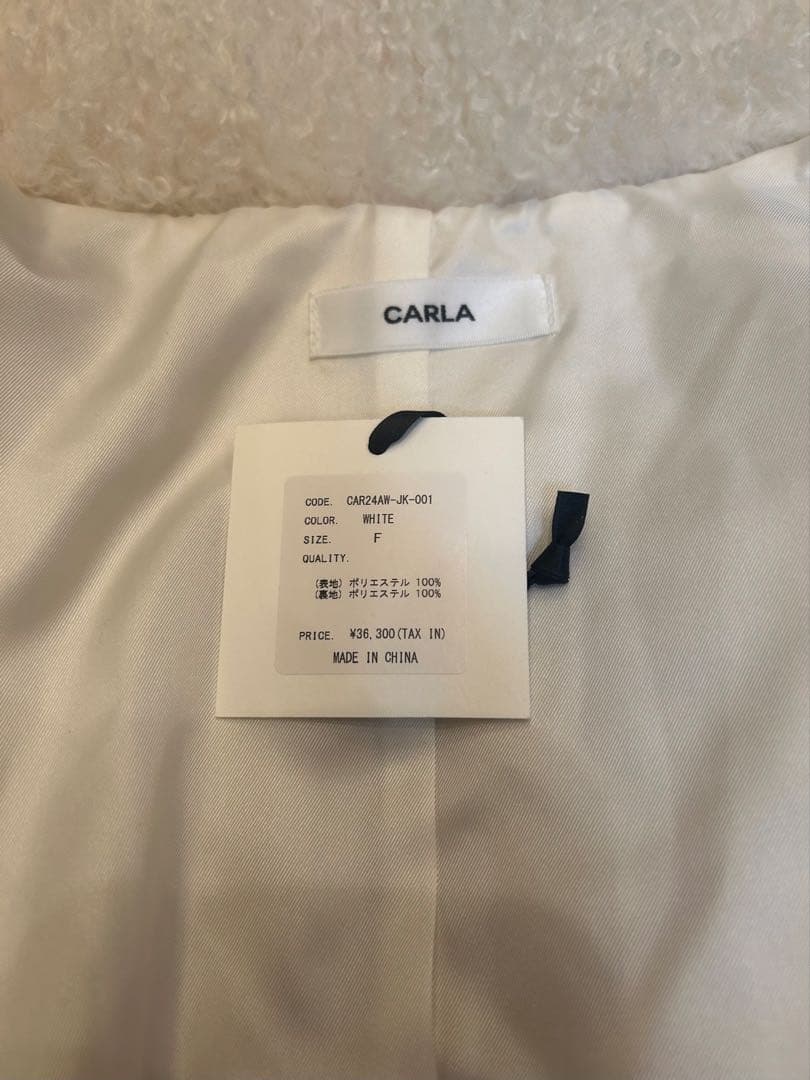 CARLA
CODE. CAR24AW-JK-001
COLOR. WHITE
SIZE. F
QUALITY.
(表地) ポリエステル 100%
(裏地) ポリエステル 100%
PRICE. ¥36,300(TAX IN)
MADE IN CHINA